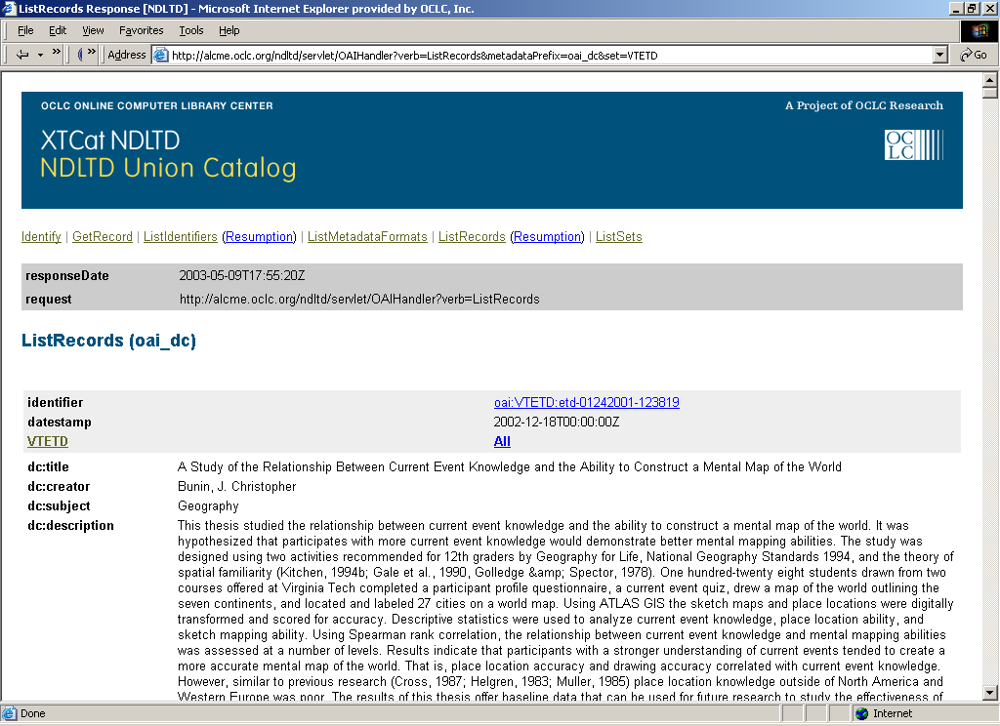 ListRecords Response [NDLTD] - Microsoft Internet Explorer provided by OCLC, Inc.
File Edit View Favorites Tools Help
Address http://alcme.oclc.org/ndltd/servlet/OAIHandler?verb=ListRecords&metadataPrefix=oai_dc&set=VTETD Go
OCLC ONLINE COMPUTER LIBRARY CENTER A Project of OCLC Research
XTCat NDLTD
NDLTD Union Catalog
OCLC
Identify | GetRecord | ListIdentifiers (Resumption) | ListMetadataFormats | ListRecords (Resumption) | ListSets
responseDate 2003-05-09T17:55:20Z
request http://alcme.oclc.org/ndltd/servlet/OAIHandler?verb=ListRecords
ListRecords (oai_dc)
identifier oai:VTETD:etd-01242001-123819
datestamp 2002-12-18T00:00:00Z
VTETD All
dc:title A Study of the Relationship Between Current Event Knowledge and the Ability to Construct a Mental Map of the World
dc:creator Bunin, J. Christopher
dc:subject Geography
dc:description This thesis studied the relationship between current event knowledge and the ability to construct a mental map of the world. It was
hypothesized that participates with more current event knowledge would demonstrate better mental mapping abilities. The study was
designed using two activities recommended for 12th graders by Geography for Life, National Geography Standards 1994, and the theory of
spatial familiarity (Kitchen, 1994b; Gale et al., 1990, Golledge &amp; Spector, 1978). One hundred-twenty eight students drawn from two
courses offered at Virginia Tech completed a participant profile questionnaire, a current event quiz, drew a map of the world outlining the
seven continents, and located and labeled 27 cities on a world map. Using ATLAS GIS the sketch maps and place locations were digitally
transformed and scored for accuracy. Descriptive statistics were used to analyze current event knowledge, place location ability, and
sketch mapping ability. Using Spearman rank correlation, the relationship between current event knowledge and mental mapping abilities
was assessed at a number of levels. Results indicate that participants with a stronger understanding of current events tended to create a
more accurate mental map of the world. That is, place location accuracy and drawing accuracy correlated with current event knowledge.
However, similar to previous research (Cross, 1987; Helgren, 1983; Muller, 1985) place location knowledge outside of North America and
Western Europe was poor. The results of this thesis offer baseline data that can be used for future research to study the effectiveness of
Done Internet